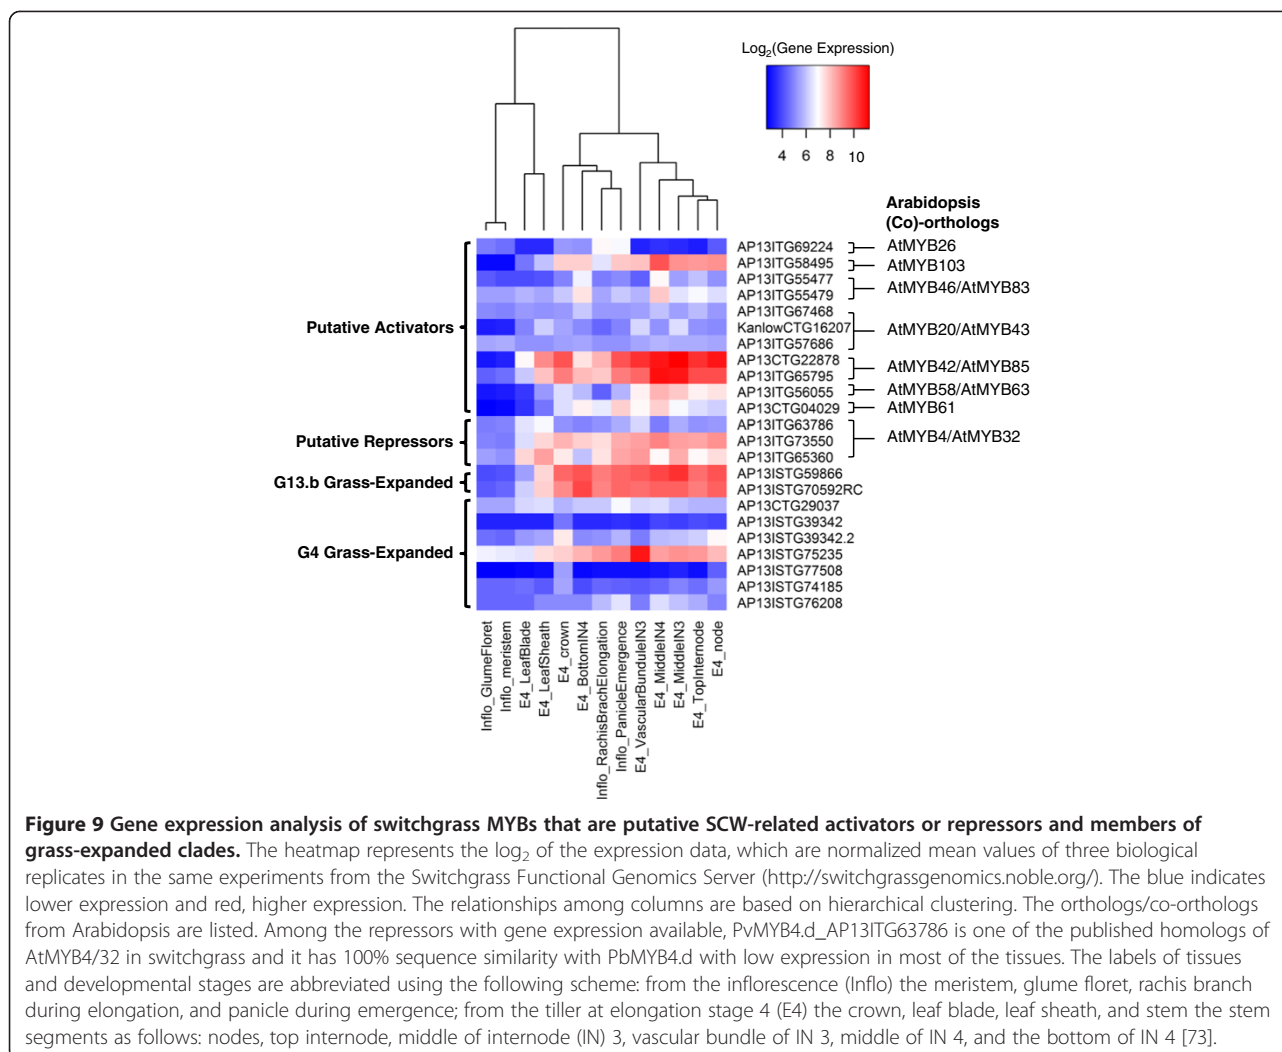 Log2(Gene Expression)
4 6 8 10
Arabidopsis
(Co)-orthologs
AP13ITG69224
AP13ITG58495
AP13ITG55477
AP13ITG55479
AP13ITG67468
KanlowCTG16207
AP13ITG57686
AP13CTG22878
AP13ITG65795
AP13ITG56055
AP13CTG04029
AP13ITG63786
AP13ITG73550
AP13ITG65360
AP13ISTG59866
AP13ISTG70592RC
AP13CTG29037
AP13ISTG39342
AP13ISTG39342.2
AP13ISTG75235
AP13ISTG77508
AP13ISTG74185
AP13ISTG76208
AtMYB26
AtMYB103
AtMYB46/AtMYB83
AtMYB20/AtMYB43
AtMYB42/AtMYB85
AtMYB58/AtMYB63
AtMYB61
AtMYB4/AtMYB32
Putative Activators
Putative Repressors
G13.b Grass-Expanded
G4 Grass-Expanded
Inflo_GlumeFloret
Inflo_meristem
E4_LeafBlade
E4_LeafSheath
E4_crown
E4_BottomIN4
Inflo_RachisBrachElongation
Inflo_PanicleEmergence
E4_VascularBunduleIN3
E4_MiddleIN4
E4_MiddleIN3
E4_TopInternode
E4_node
Figure 9 Gene expression analysis of switchgrass MYBs that are putative SCW-related activators or repressors and members of
grass-expanded clades. The heatmap represents the log2 of the expression data, which are normalized mean values of three biological
replicates in the same experiments from the Switchgrass Functional Genomics Server (http://switchgrassgenomics.noble.org/). The blue indicates
lower expression and red, higher expression. The relationships among columns are based on hierarchical clustering. The orthologs/co-orthologs
from Arabidopsis are listed. Among the repressors with gene expression available, PvMYB4.d_AP13ITG63786 is one of the published homologs of
AtMYB4/32 in switchgrass and it has 100% sequence similarity with PbMYB4.d with low expression in most of the tissues. The labels of tissues
and developmental stages are abbreviated using the following scheme: from the inflorescence (Inflo) the meristem, glume floret, rachis branch
during elongation, and panicle during emergence; from the tiller at elongation stage 4 (E4) the crown, leaf blade, leaf sheath, and stem the stem
segments as follows: nodes, top internode, middle of internode (IN) 3, vascular bundle of IN 3, middle of IN 4, and the bottom of IN 4 [73].